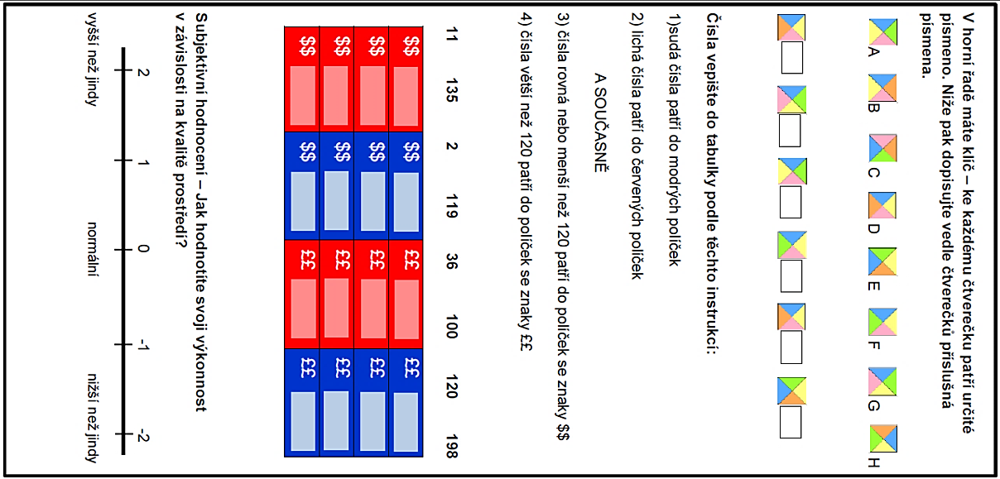 V horní řadě máte klíč – ke každému čtverečku patří určité
písmeno. Níže pak dopisujte vedle čtverečků příslušná
písmena.
A B C D E F G H
Čísla vepište do tabulky podle těchto instrukcí:
1)sudá čísla patří do modrých políček
2) lichá čísla patří do červených políček
A SOUČASNĚ
3) čísla rovná nebo menší než 120 patří do políček se znaky $$
4) čísla větší než 120 patří do políček se znaky ££
11 135 2 119 36 100 120 198
$$ $$ ££ ££
$$ $$ ££ ££
$$ $$ ££ ££
$$ $$ ££ ££
Subjektivní hodnocení – Jak hodnotíte svoji výkonnost
v závislosti na kvalitě prostředí?
2 1 0 -1 -2
vyšší než jindy normální nižší než jindy